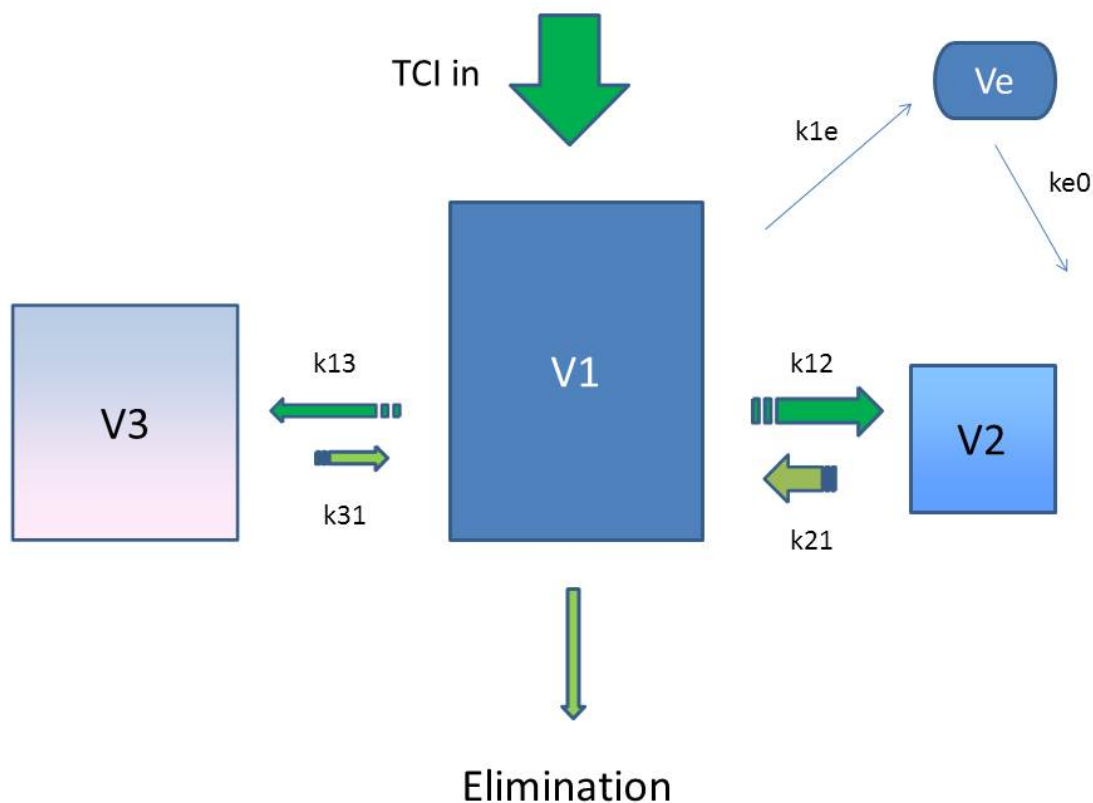 TCI in
Ve
k1e
ke0
V1
k13
k12
V3
V2
k31
k21
Elimination